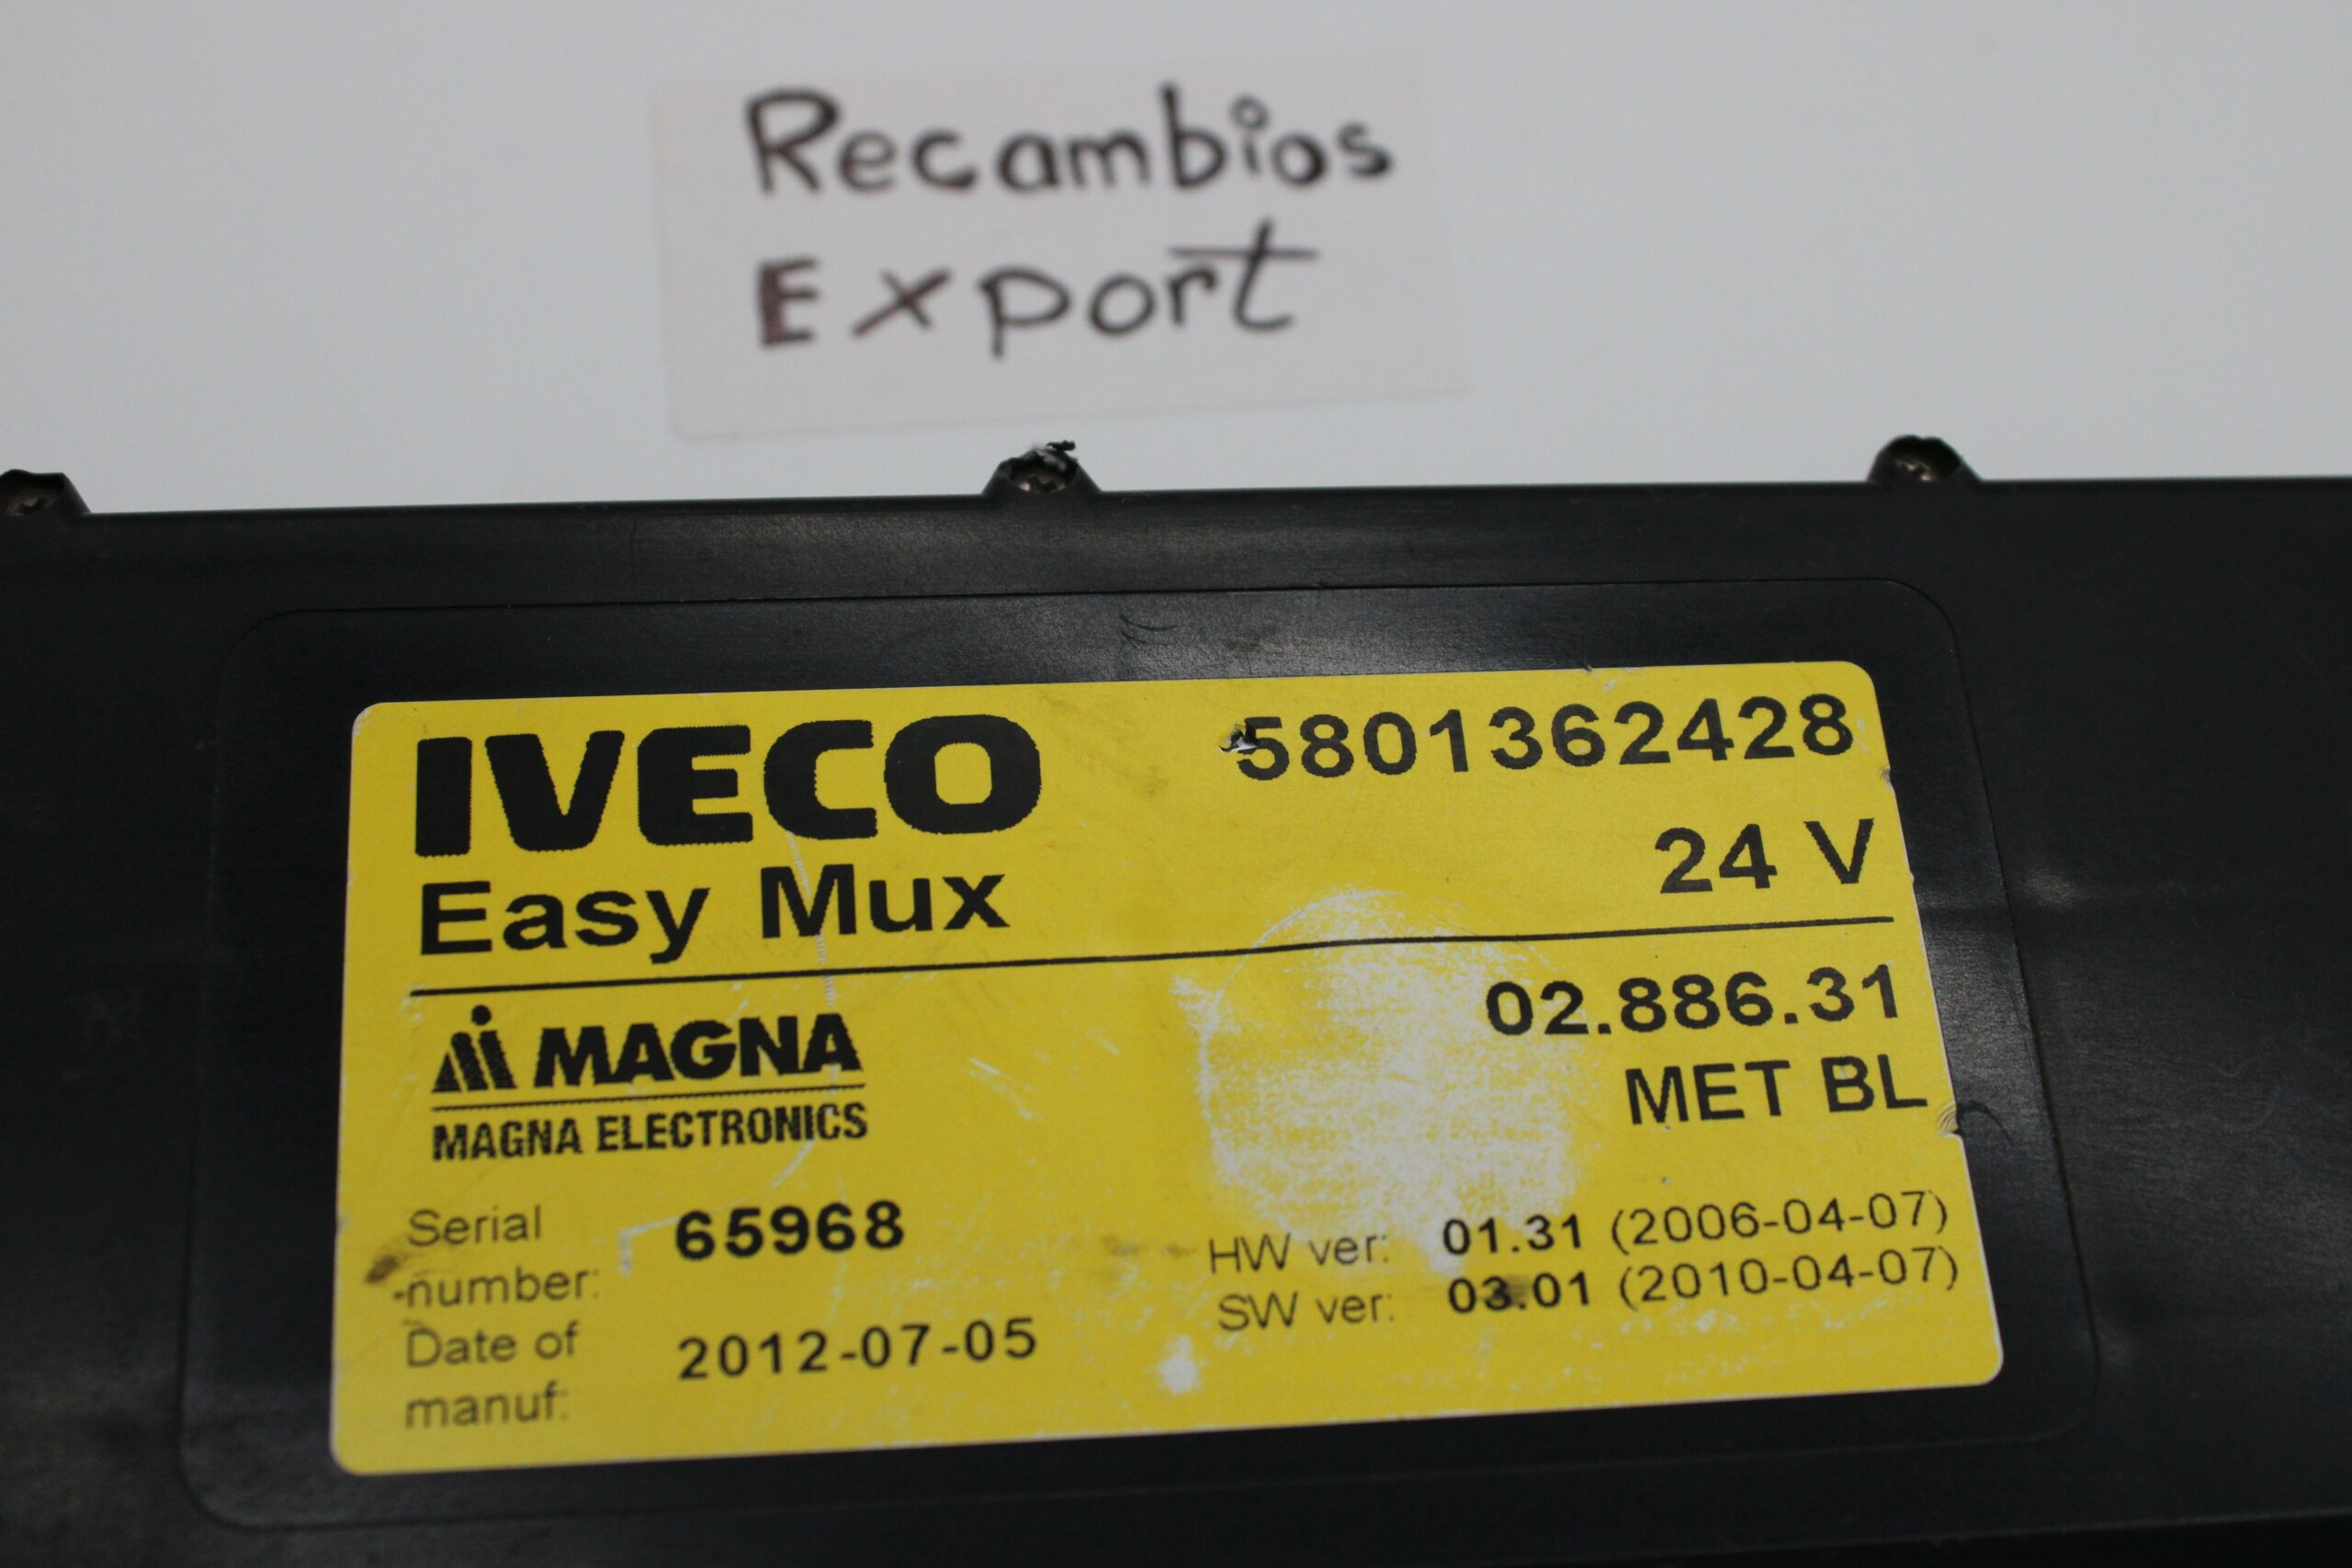 Recambios
Export
IVECO 5801362428
Easy Mux 24 V
MAGNA 02.886.31
MAGNA ELECTRONICS MET BL
Serial number: 65968
HW ver: 01.31 (2006-04-07)
SW ver: 03.01 (2010-04-07)
Date of manuf: 2012-07-05